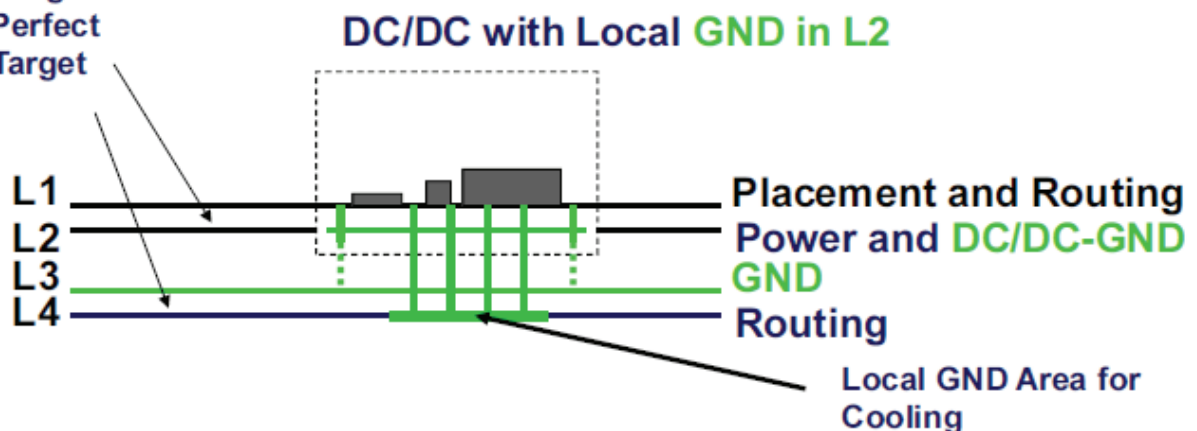 Perfect
Target
DC/DC with Local GND in L2
L1
Placement and Routing
L2
Power and DC/DC-GND
L3
GND
L4
Routing
Local GND Area for
Cooling